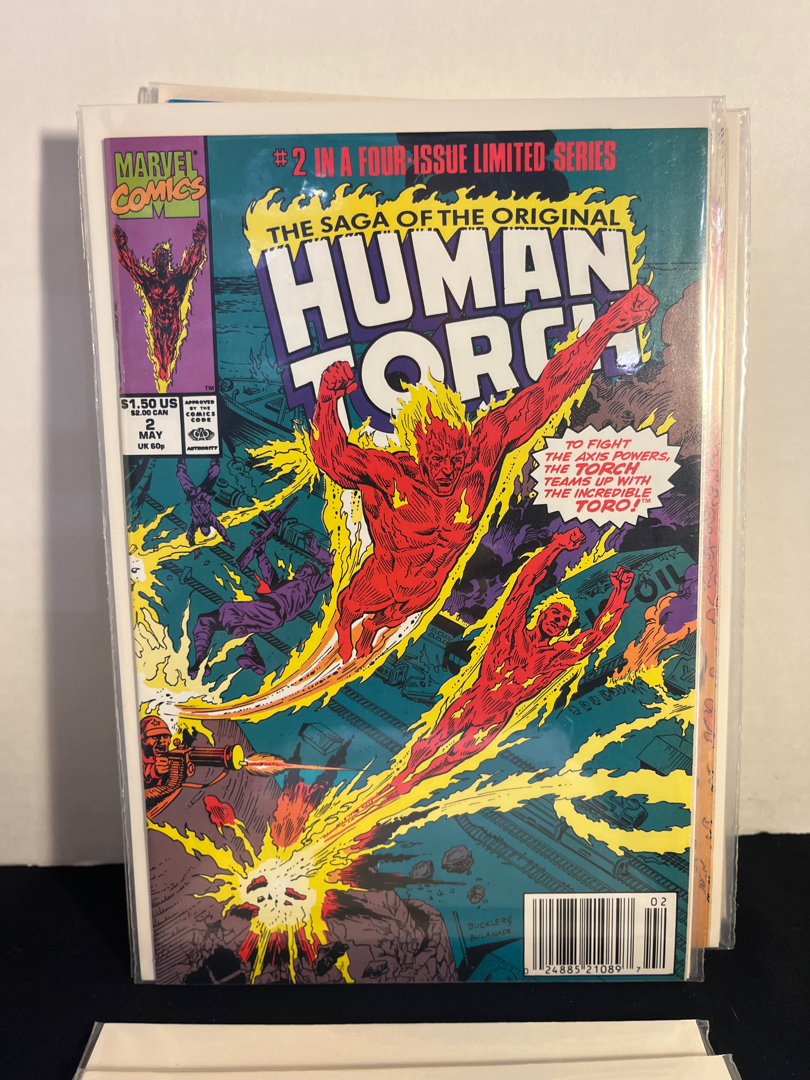 #2 IN A FOUR-ISSUE LIMITED SERIES
MARVEL®
COMICS
M
THE SAGA OF THE ORIGINAL
HUMAN
TORCH
TM
$1.50 US
$2.00 CAN
2
MAY
UK 60p
APPROVED
BY THE
COMICS
CODE
AUTHORITY
TO FIGHT
THE AXIS POWERS,
THE TORCH
TEAMS UP WITH
THE INCREDIBLE
TORO!™
OIL
BUCKLER/
02
0 24885 21089 7